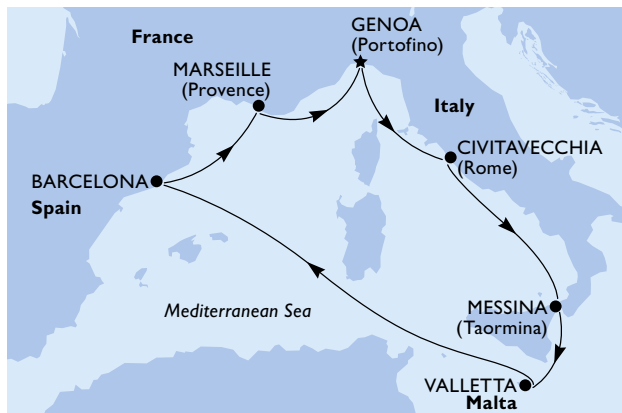 France
GENOA
(Portofino)
MARSEILLE
(Provence)
Italy
CIVITAVECCHIA
(Rome)
BARCELONA
Spain
Mediterranean Sea
MESSINA
(Taormina)
VALLETTA
Malta